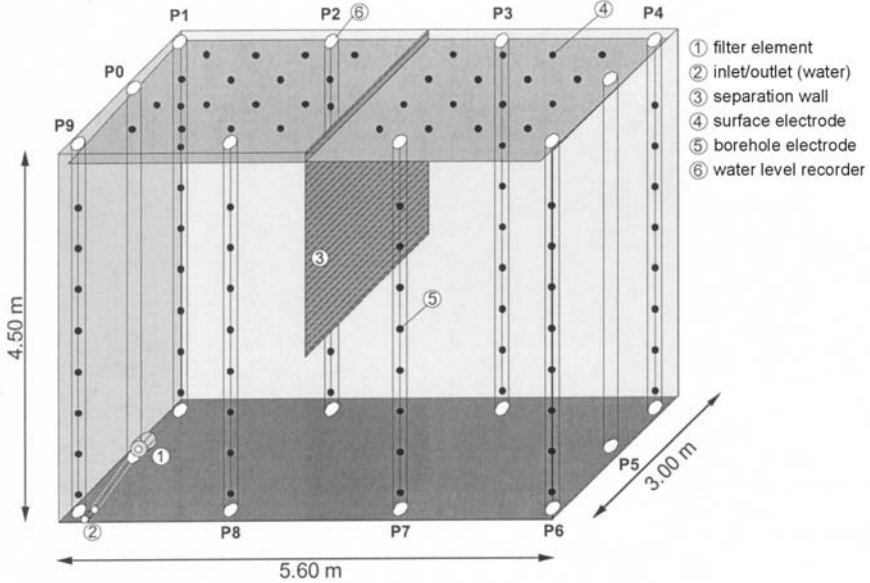 P1
P2
⑥
P3
④
P4
P0
P9
① filter element
② inlet/outlet (water)
③ separation wall
④ surface electrode
⑤ borehole electrode
⑥ water level recorder
③
⑤
4.50 m
①
②
P8
P7
P6
P5
3.00 m
5.60 m